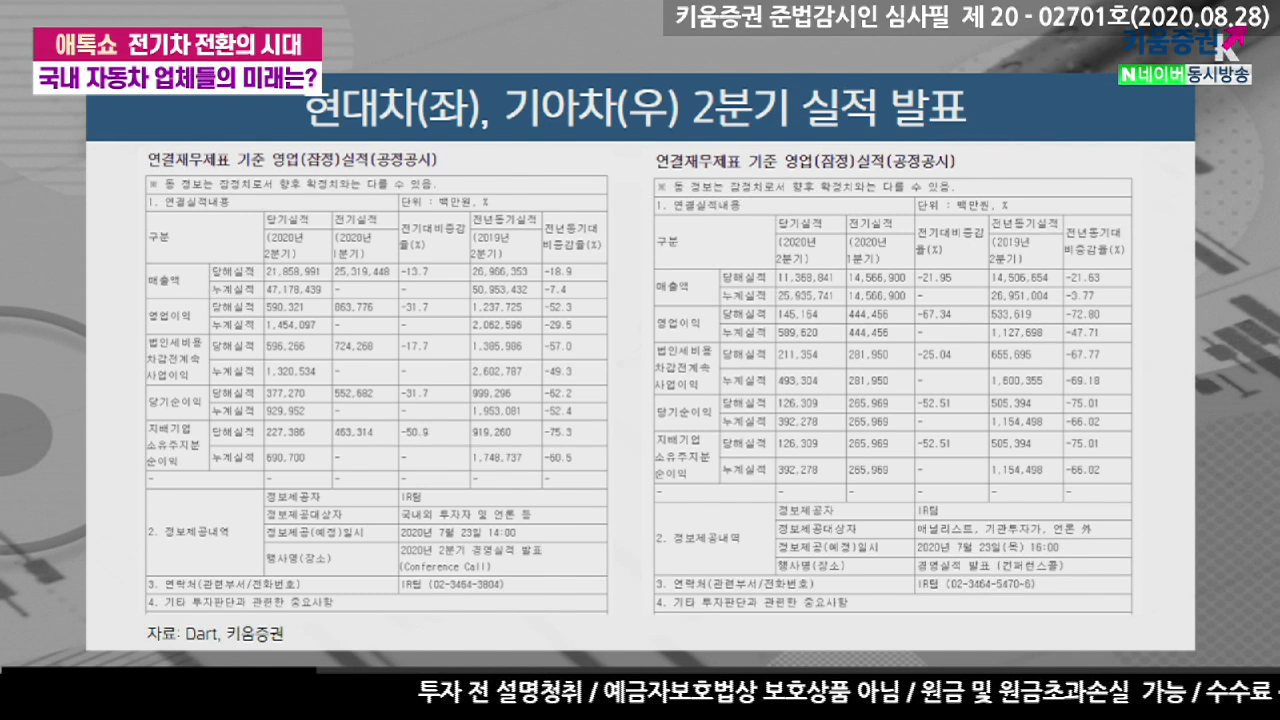 키움증권 준법감시인 심사필 제 20 - 02701호(2020.08.28)
애톡쇼 전기차 전환의 시대
국내 자동차 업체들의 미래는?
키움증권
N네이버 동시방송
현대차(좌), 기아차(우) 2분기 실적 발표
연결재무제표 기준 영업(잠정)실적(공정공시)
※ 동 정보는 잠정치로서 향후 확정치와는 다를 수 있음.
1. 연결실적내용 단위 : 백만원, %
구분 당기실적 (2020년 2분기) 전기실적 (2020년 1분기) 전기대비증감율(%) 전년동기실적 (2019년 2분기) 전년동기대비증감율(%)
매출액 당해실적 21,858,991 25,319,448 -13.7 26,966,353 -18.9
누계실적 47,178,439 - - 50,953,432 -7.4
영업이익 당해실적 590,321 863,776 -31.7 1,237,725 -52.3
누계실적 1,454,097 - - 2,062,596 -29.5
법인세비용차감전계속사업이익 당해실적 596,266 724,268 -17.7 1,385,986 -57.0
누계실적 1,320,534 - - 2,602,787 -49.3
당기순이익 당해실적 377,270 552,682 -31.7 999,296 -62.2
누계실적 929,952 - - 1,953,081 -52.4
지배기업 소유주지분 순이익 당해실적 227,386 463,314 -50.9 919,260 -75.3
누계실적 690,700 - - 1,748,737 -60.5
- - - - - -
2. 정보제공내역 정보제공자 IR팀
정보제공대상자 국내외 투자자 및 언론 등
정보제공(예정)일시 2020년 7월 23일 14:00
행사명(장소) 2020년 2분기 경영실적 발표 (Conference Call)
3. 연락처(관련부서/전화번호) IR팀 (02-3464-3804)
4. 기타 투자판단과 관련한 중요사항
연결재무제표 기준 영업(잠정)실적(공정공시)
※ 동 정보는 잠정치로서 향후 확정치와는 다를 수 있음.
1. 연결실적내용 단위 : 백만원, %
구분 당기실적 (2020년 2분기) 전기실적 (2020년 1분기) 전기대비증감율(%) 전년동기실적 (2019년 2분기) 전년동기대비증감율(%)
매출액 당해실적 11,368,841 14,566,900 -21.95 14,506,654 -21.63
누계실적 25,935,741 14,566,900 - 26,951,004 -3.77
영업이익 당해실적 145,164 444,456 -67.34 533,619 -72.80
누계실적 589,620 444,456 - 1,127,698 -47.71
법인세비용차감전계속사업이익 당해실적 211,354 281,950 -25.04 655,695 -67.77
누계실적 493,304 281,950 - 1,600,355 -69.18
당기순이익 당해실적 126,309 265,969 -52.51 505,394 -75.01
누계실적 392,278 265,969 - 1,154,498 -66.02
지배기업 소유주지분 순이익 당해실적 126,309 265,969 -52.51 505,394 -75.01
누계실적 392,278 265,969 - 1,154,498 -66.02
- - - - - -
2. 정보제공내역 정보제공자 IR팀
정보제공대상자 애널리스트, 기관투자가, 언론 外
정보제공(예정)일시 2020년 7월 23일(목) 16:00
행사명(장소) 경영실적 발표 (컨퍼런스콜)
3. 연락처(관련부서/전화번호) IR팀 (02-3464-5470~6)
4. 기타 투자판단과 관련한 중요사항
자료: Dart, 키움증권
투자 전 설명청취 / 예금자보호법상 보호상품 아님 / 원금 및 원금초과손실 가능 / 수수료